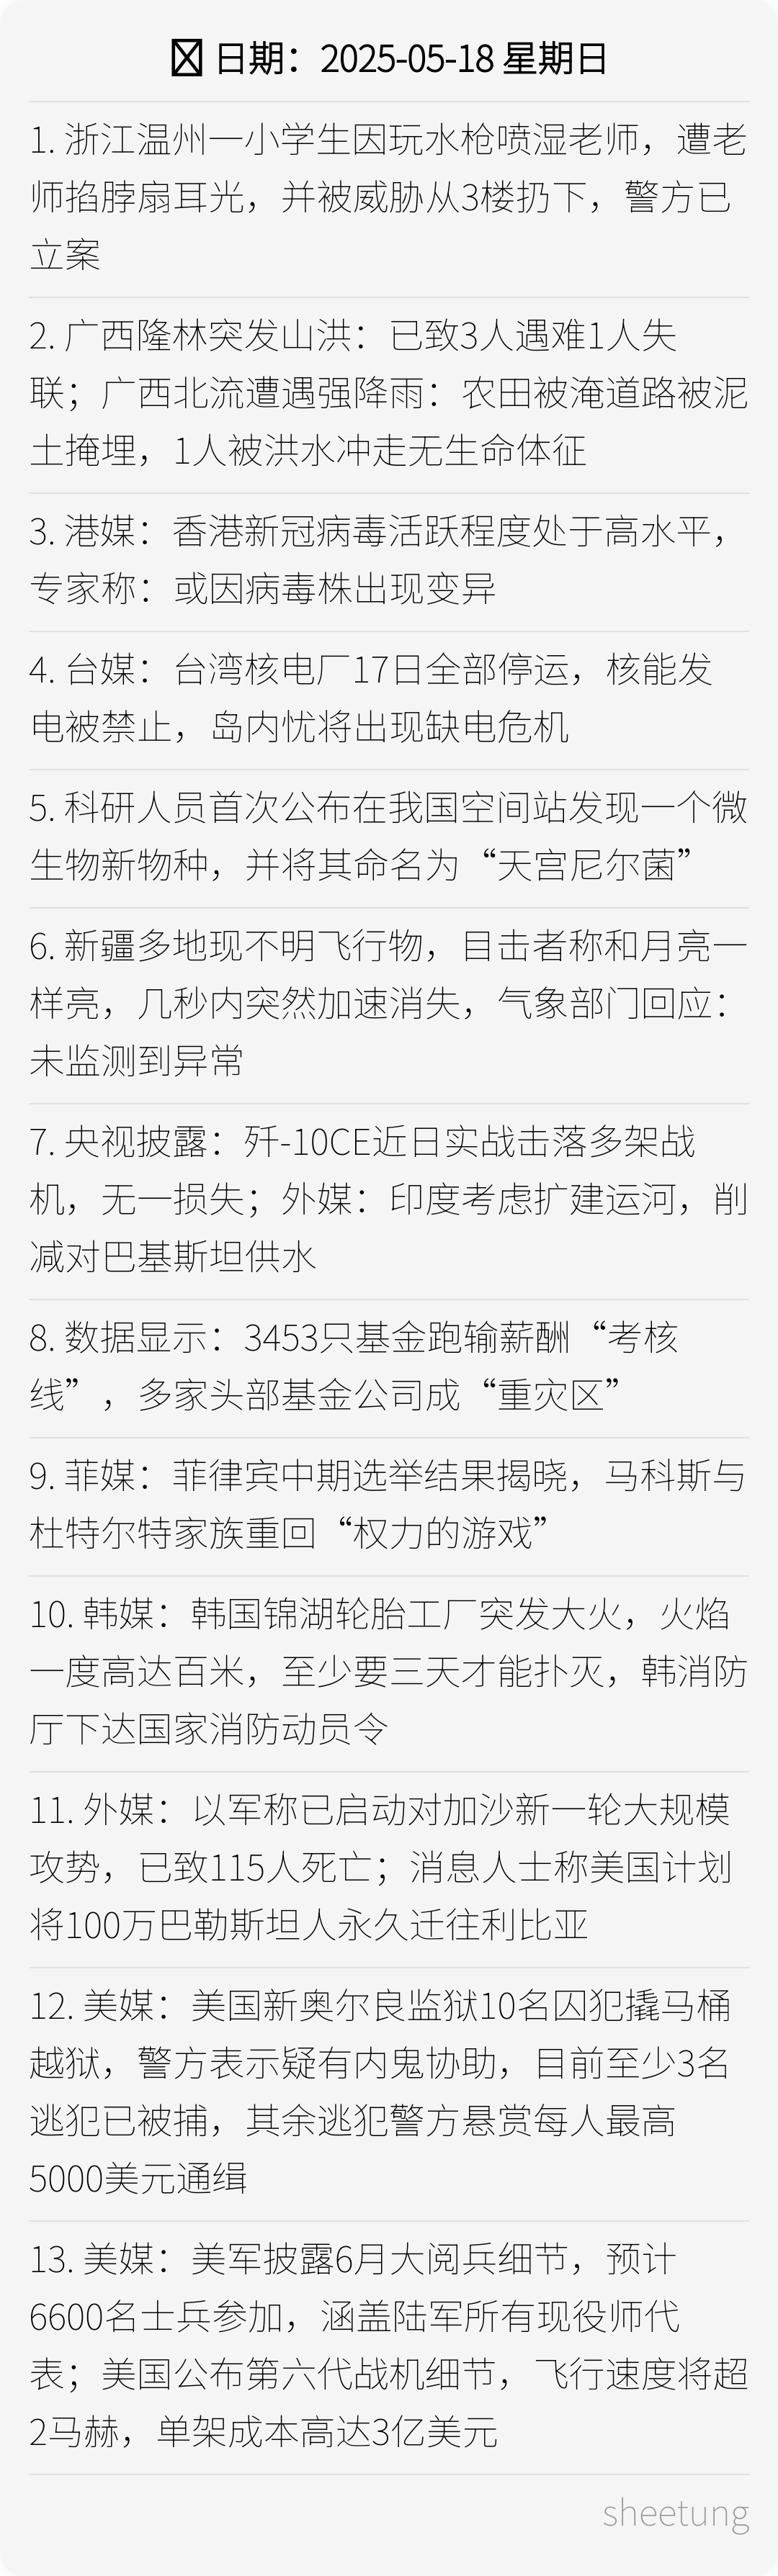 日期：2025-05-18 星期日
1. 浙江温州一小学生因玩水枪喷湿老师，遭老
师掐脖扇耳光，并被威胁从3楼扔下，警方已
立案
2. 广西隆林突发山洪：已致3人遇难1人失
联；广西北流遭遇强降雨：农田被淹道路被泥
土掩埋，1人被洪水冲走无生命体征
3. 港媒：香港新冠病毒活跃程度处于高水平，
专家称：或因病毒株出现变异
4. 台媒：台湾核电厂17日全部停运，核能发
电被禁止，岛内忧将出现缺电危机
5. 科研人员首次公布在我国空间站发现一个微
生物新物种，并将其命名为“天宫尼尔菌”
6. 新疆多地现不明飞行物，目击者称和月亮一
样亮，几秒内突然加速消失，气象部门回应：
未监测到异常
7. 央视披露：歼-10CE近日实战击落多架战
机，无一损失；外媒：印度考虑扩建运河，削
减对巴基斯坦供水
8. 数据显示：3453只基金跑输薪酬“考核
线”，多家头部基金公司成“重灾区”
9. 菲媒：菲律宾中期选举结果揭晓，马科斯与
杜特尔特家族重回“权力的游戏”
10. 韩媒：韩国锦湖轮胎工厂突发大火，火焰
一度高达百米，至少要三天才能扑灭，韩消防
厅下达国家消防动员令
11. 外媒：以军称已启动对加沙新一轮大规模
攻势，已致115人死亡；消息人士称美国计划
将100万巴勒斯坦人永久迁往利比亚
12. 美媒：美国新奥尔良监狱10名囚犯撬马桶
越狱，警方表示疑有内鬼协助，目前至少3名
逃犯已被捕，其余逃犯警方悬赏每人最高
5000美元通缉
13. 美媒：美军披露6月大阅兵细节，预计
6600名士兵参加，涵盖陆军所有现役师代
表；美国公布第六代战机细节，飞行速度将超
2马赫，单架成本高达3亿美元
sheetung